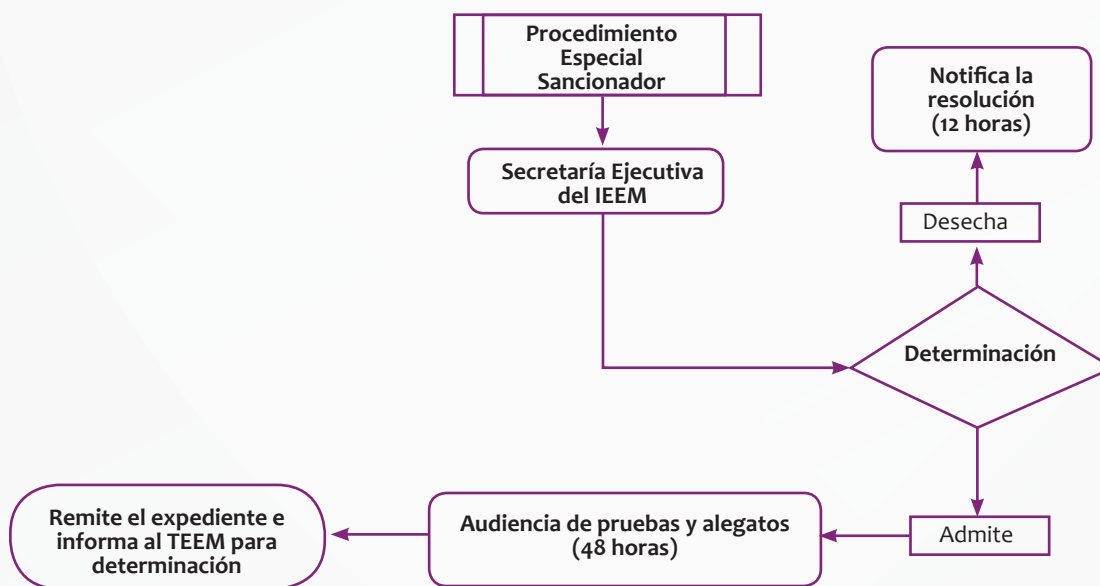 Procedimiento
Especial
Sancionador
Notifica la
resolución
(12 horas)
Secretaría Ejecutiva
del IEEM
Desecha
Determinación
Admite
Audiencia de pruebas y alegatos
(48 horas)
Remite el expediente e
informa al TEEM para
determinación